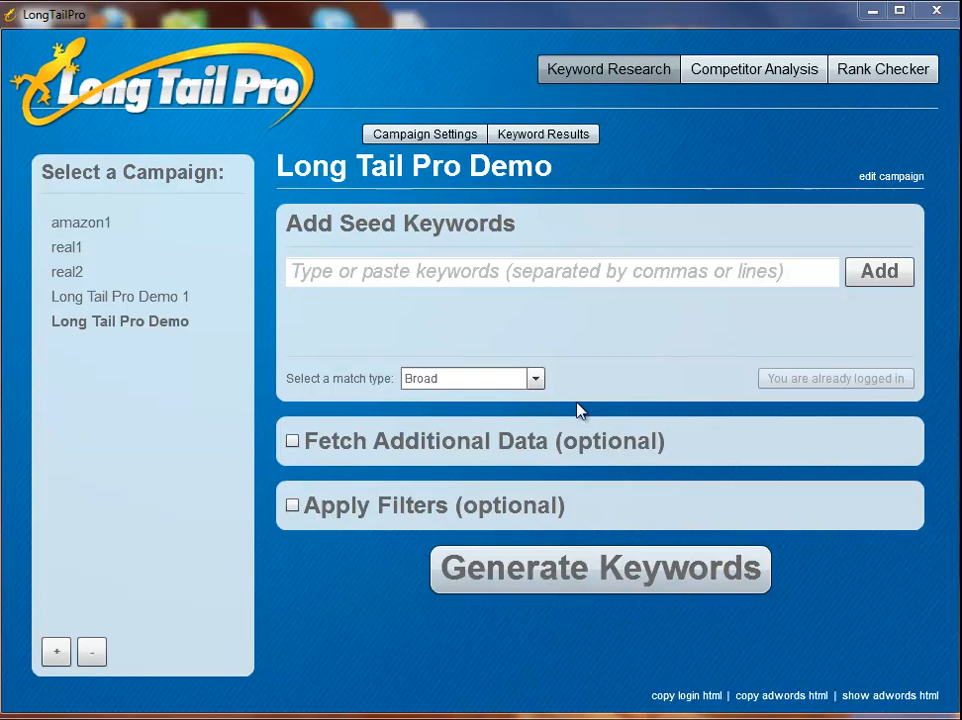 LongTailPro
Long Tail Pro
Keyword Research
Competitor Analysis
Rank Checker
Campaign Settings
Keyword Results
Select a Campaign:
amazon1
real1
real2
Long Tail Pro Demo 1
Long Tail Pro Demo
+
-
Long Tail Pro Demo
edit campaign
Add Seed Keywords
Type or paste keywords (separated by commas or lines)
Add
Select a match type:
Broad
You are already logged in
Fetch Additional Data (optional)
Apply Filters (optional)
Generate Keywords
copy login html | copy adwords html | show adwords html